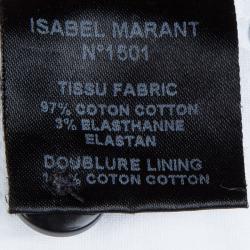 ISABEL MARANT
N°1501
TISSU FABRIC
97% COTON COTTON
3% ELASTHANNE
ELASTAN
DOUBLURE LINING
COTON COTTON